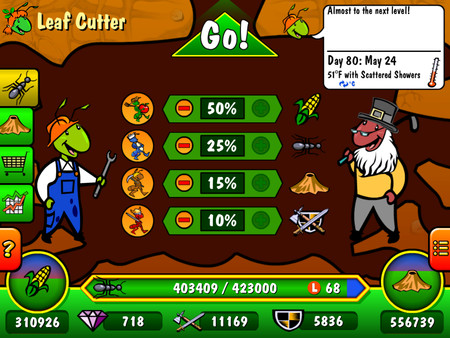 Leaf Cutter
Go!
Almost to the next level!
Day 80: May 24
51°F with Scattered Showers
50%
25%
15%
10%
?
403409 / 423000
L 68
310926
718
11169
5836
556739